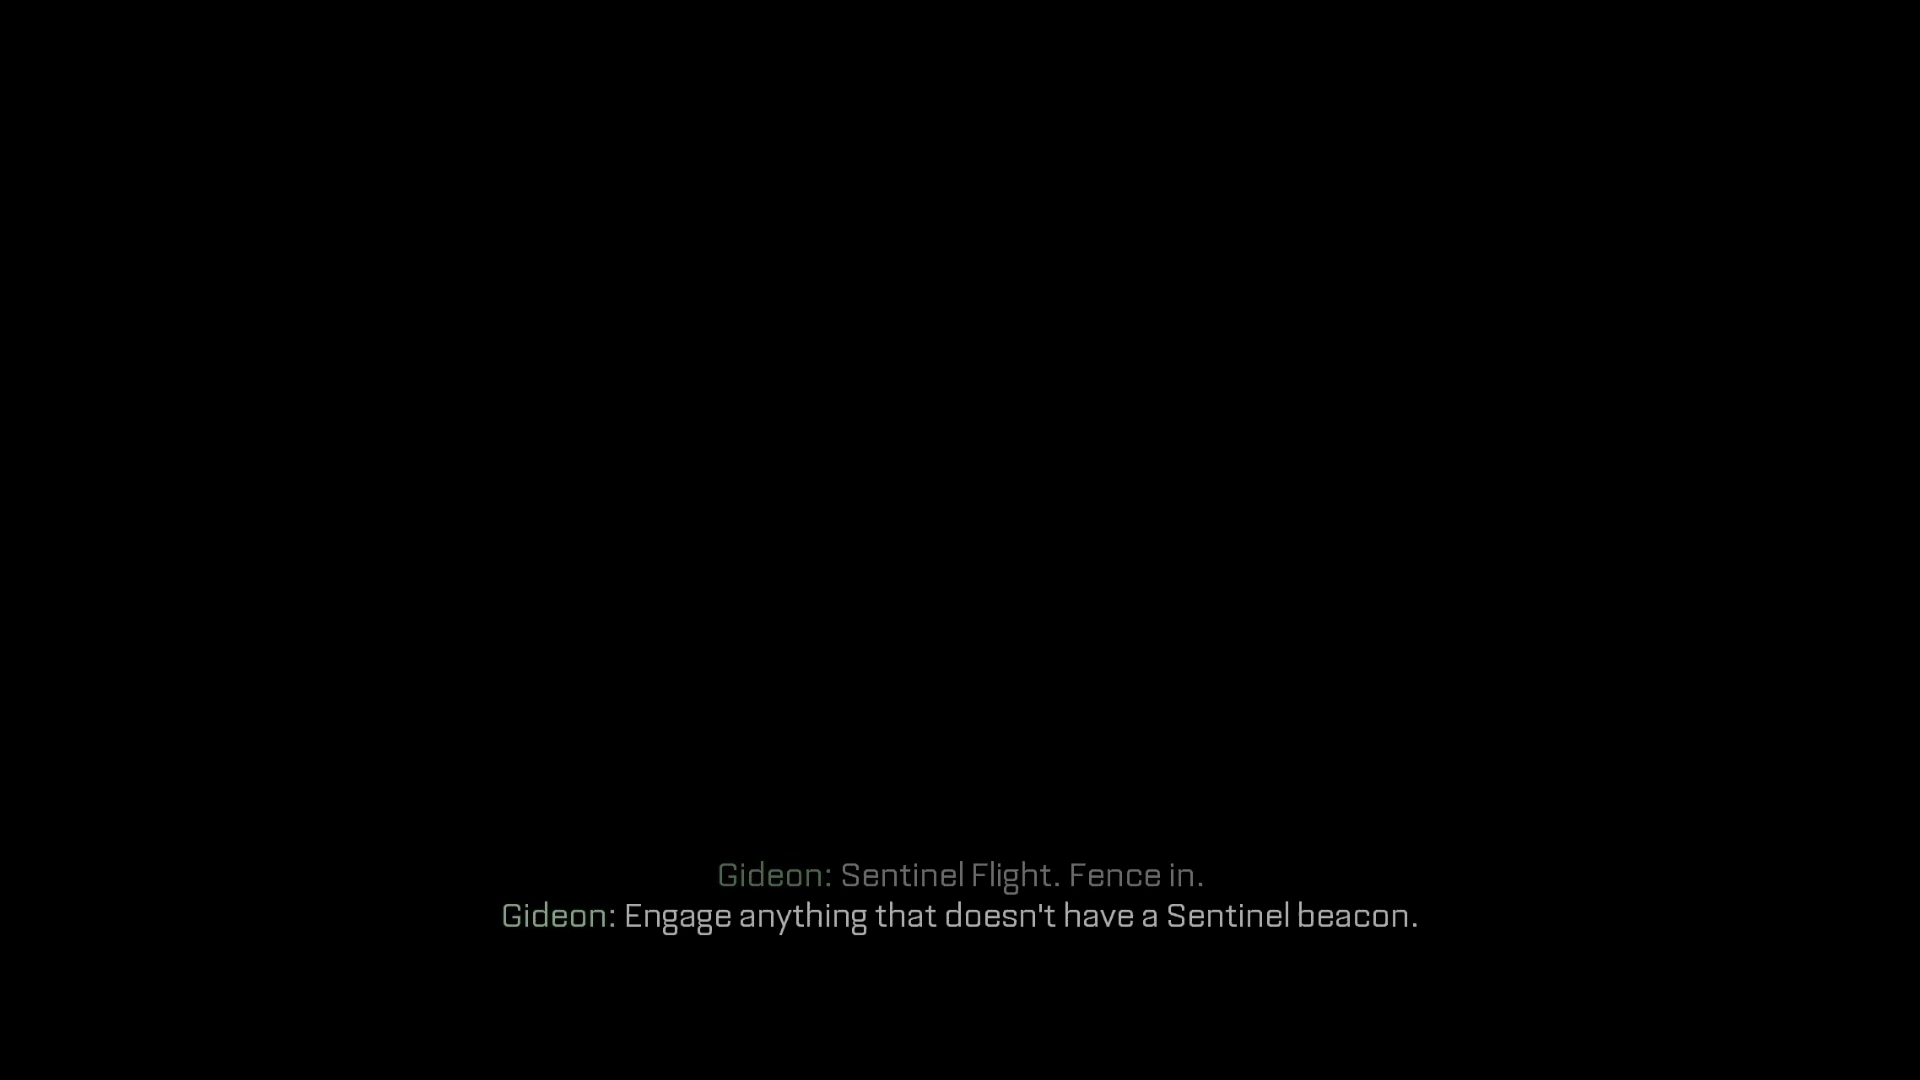 Gideon: Sentinel Flight. Fence in.
Gideon: Engage anything that doesn't have a Sentinel beacon.